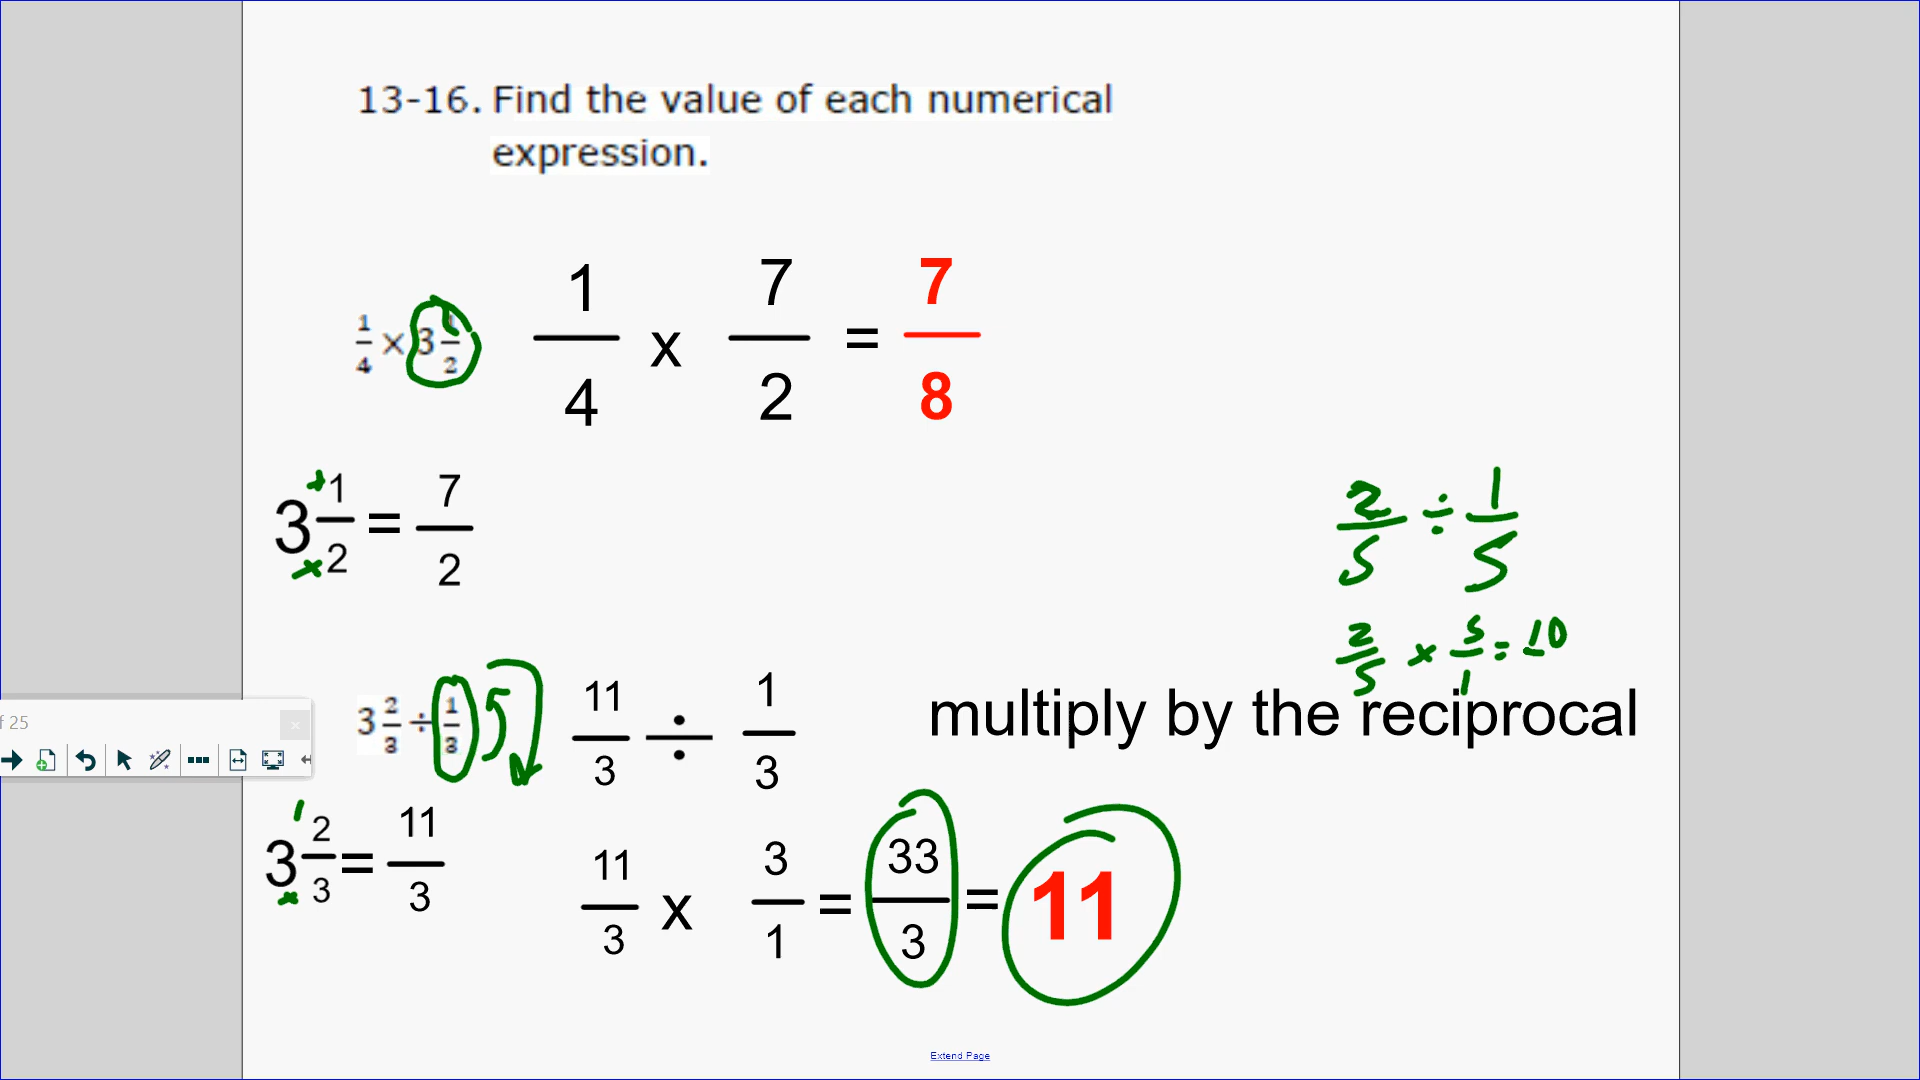 13-16. Find the value of each numerical
expression.
1/4 × 3 1/2
1/4 x 7/2 = 7/8
3 1/2 = 7/2
+
x
2/5 ÷ 1/5
2/5 × 5/1 = 10
3 2/3 ÷ 1/3
11/3 ÷ 1/3
multiply by the reciprocal
f 25
3 2/3 = 11/3
x
11/3 x 3/1 = 33/3 = 11
Extend Page